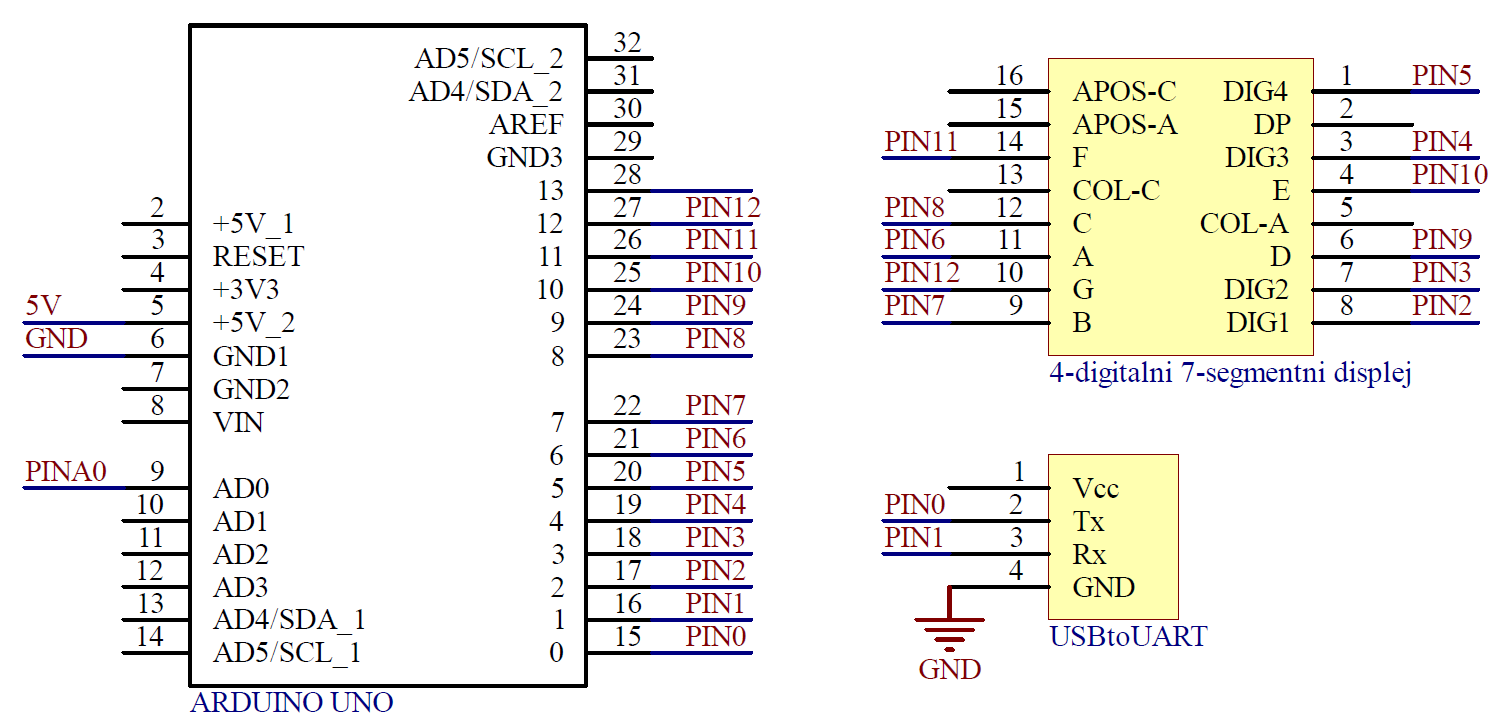 AD5/SCL_2 32
AD4/SDA_2 31
AREF 30
GND3 29
13 28
2 +5V_1 12 27 PIN12
3 RESET 11 26 PIN11
4 +3V3 10 25 PIN10
5V 5 +5V_2 9 24 PIN9
GND 6 GND1 8 23 PIN8
7 GND2
8 VIN 7 22 PIN7
6 21 PIN6
PINA0 9 AD0 5 20 PIN5
10 AD1 4 19 PIN4
11 AD2 3 18 PIN3
12 AD3 2 17 PIN2
13 AD4/SDA_1 1 16 PIN1
14 AD5/SCL_1 0 15 PIN0
ARDUINO UNO
16 APOS-C DIG4 1 PIN5
15 APOS-A DP 2
PIN11 14 F DIG3 3 PIN4
13 COL-C E 4 PIN10
PIN8 12 C COL-A 5
PIN6 11 A D 6 PIN9
PIN12 10 G DIG2 7 PIN3
PIN7 9 B DIG1 8 PIN2
4-digitalni 7-segmentni displej
1 Vcc
PIN0 2 Tx
PIN1 3 Rx
4 GND
USBtoUART
GND